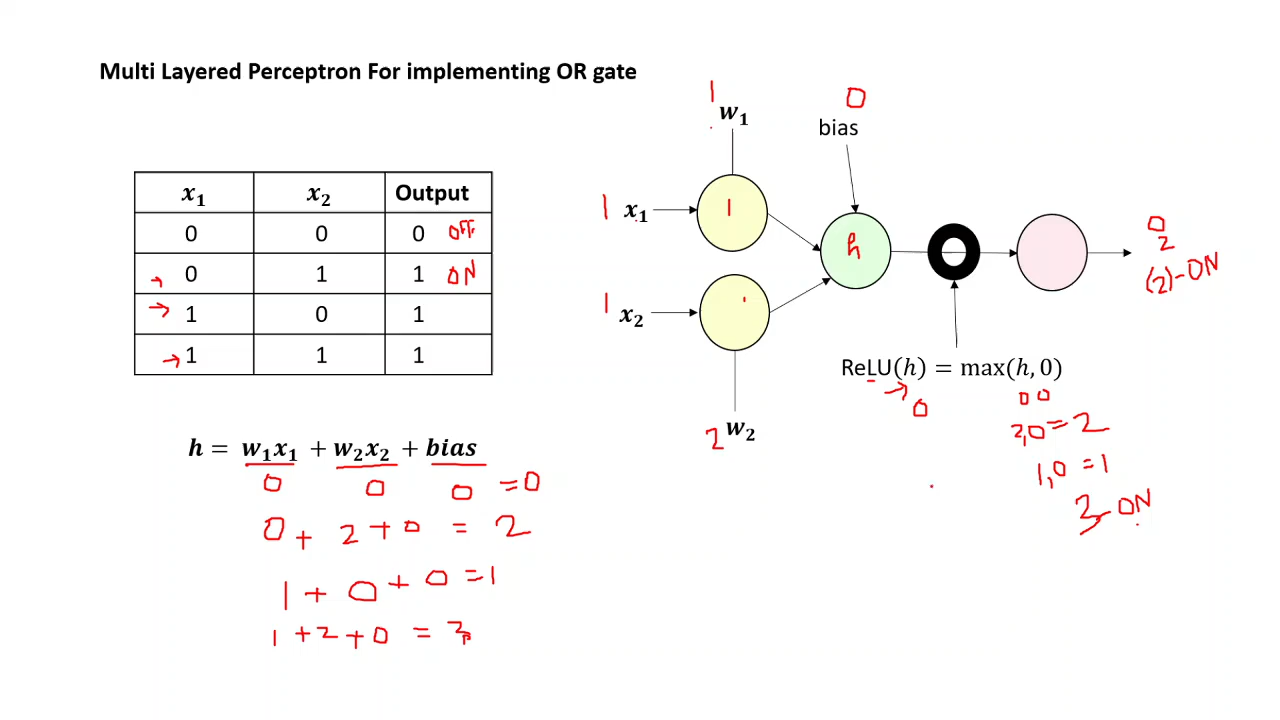 Multi Layered Perceptron For implementing OR gate
x₁ x₂ Output
0 0 0 OFF
→ 0 1 1 ON
→ 1 0 1
→ 1 1 1
h = w₁x₁ + w₂x₂ + bias
0 0 0 = 0
0 + 2 + 0 = 2
1 + 0 + 0 = 1
1 + 2 + 0 = 3
1 w₁
0
bias
1 x₁
1
h
1 x₂
2 w₂
0
2
(2)-ON
ReLU(h) = max(h, 0)
→ 0
0 0
2,0 = 2
1,0 = 1
3-ON